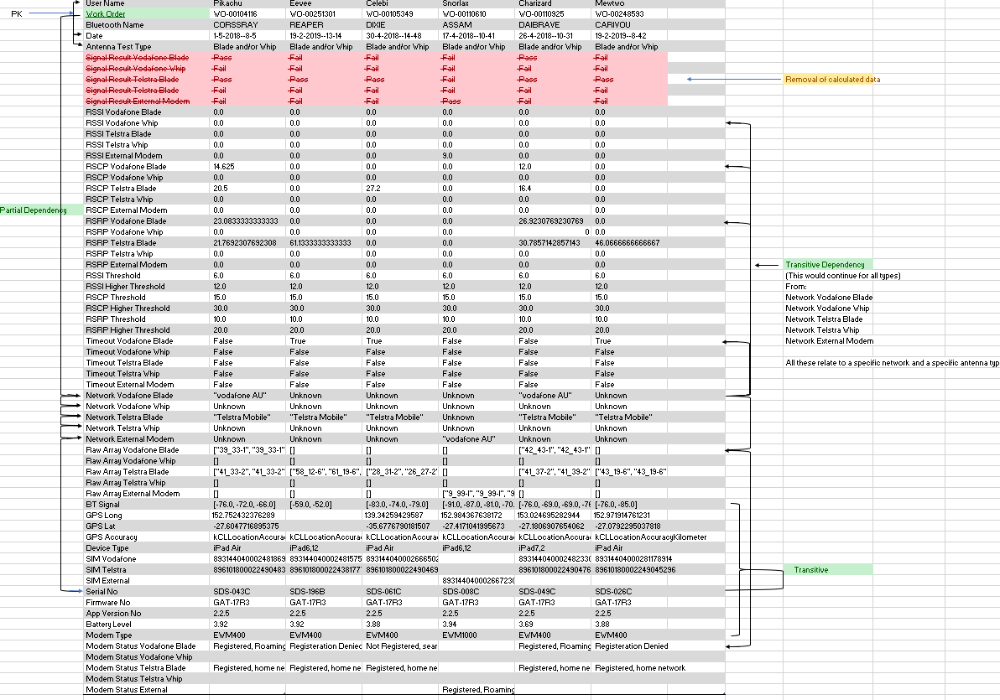 User Name Pikachu Eevee Celebi Snorlax Charizard Mewtwo
PK Work Order WO-00104116 WO-00251301 WO-00105349 WO-00110610 WO-00110925 WO-00248593
Bluetooth Name CORSSRAY REAPER DIXIE ASSAM DAIBRAVE CARIVOU
Date 1-5-2018--8-5 19-2-2019--13-14 30-4-2018--14-48 17-4-2018--10-41 26-4-2018--10-31 19-2-2019--8-42
Antenna Test Type Blade and/or Whip Blade and/or Whip Blade and/or Whip Blade and/or Whip Blade and/or Whip Blade and/or Whip
Signal Result Vodafone Blade Pass Fail Fail Fail Pass Fail
Signal Result Vodafone Whip Fail Fail Fail Fail Fail Fail
Signal Result Telstra Blade Pass Pass Pass Fail Pass Pass Removal of calculated data
Signal Result Telstra Blade Fail Fail Fail Fail Fail Fail
Signal Result External Modem Fail Fail Fail Pass Fail Fail
RSSI Vodafone Blade 0.0 0.0 0.0 0.0 0.0 0.0
RSSI Vodafone Whip 0.0 0.0 0.0 0.0 0.0 0.0
RSSI Telstra Blade 0.0 0.0 0.0 0.0 0.0 0.0
RSSI Telstra Whip 0.0 0.0 0.0 0.0 0.0 0.0
RSSI External Modem 0.0 0.0 0.0 9.0 0.0 0.0
RSCP Vodafone Blade 14.625 0.0 0.0 0.0 12.0 0.0
RSCP Vodafone Whip 0.0 0.0 0.0 0.0 0.0 0.0
RSCP Telstra Blade 20.5 0.0 27.2 0.0 16.4 0.0
RSCP Telstra Whip 0.0 0.0 0.0 0.0 0.0 0.0
Partial Dependency RSCP External Modem 0.0 0.0 0.0 0.0 0.0 0.0
RSRP Vodafone Blade 23.0833333333333 0.0 0.0 0.0 26.9230769230769 0.0
RSRP Vodafone Whip 0.0 0.0 0.0 0.0 0 0.0
RSRP Telstra Blade 21.7692307692308 61.1333333333333 0.0 0.0 30.7857142857143 46.0666666666667
RSRP Telstra Whip 0.0 0.0 0.0 0.0 0.0 0.0
RSRP External Modem 0.0 0.0 0.0 0.0 0.0 0.0 Transitive Dependency
RSSI Threshold 6.0 6.0 6.0 6.0 6.0 6.0 (This would continue for all types)
RSSI Higher Threshold 12.0 12.0 12.0 12.0 12.0 12.0 From:
RSCP Threshold 15.0 15.0 15.0 15.0 15.0 15.0 Network Vodafone Blade
RSCP Higher Threshold 30.0 30.0 30.0 30.0 30.0 30.0 Network Vodafone Whip
RSRP Threshold 10.0 10.0 10.0 10.0 10.0 10.0 Network Telstra Blade
RSRP Higher Threshold 20.0 20.0 20.0 20.0 20.0 20.0 Network Telstra Whip
Timeout Vodafone Blade False True True False False True Network External Modem
Timeout Vodafone Whip False False False False False False
Timeout Telstra Blade False False False False False False All these relate to a specific network and a specific antenna typ
Timeout Telstra Whip False False False False False False
Timeout External Modem False False False False False False
Network Vodafone Blade "vodafone AU" Unknown Unknown Unknown "vodafone AU" Unknown
Network Vodafone Whip Unknown Unknown Unknown Unknown Unknown Unknown
Network Telstra Blade "Telstra Mobile" "Telstra Mobile" "Telstra Mobile" Unknown "Telstra Mobile" "Telstra Mobile"
Network Telstra Whip Unknown Unknown Unknown Unknown Unknown Unknown
Network External Modem Unknown Unknown Unknown "vodafone AU" Unknown Unknown
Raw Array Vodafone Blade ["39_33-1", "39_33-1" [] [] [] ["42_43-1", "42_43-1" []
Raw Array Vodafone Whip [] [] [] [] [] []
Raw Array Telstra Blade ["41_33-2", "41_33-2" ["58_12-6", "61_19-6", ["28_31-2", "26_27-2" [] ["41_37-2", "41_39-2" ["43_19-6", "43_19-6"
Raw Array Telstra Whip [] [] [] [] [] []
Raw Array External Modem [] [] [] ["9_99-I", "9_99-I", "9 [] []
BT Signal [-76.0, -72.0, -66.0] [-59.0, -52.0] [-83.0, -74.0, -79.0] [-91.0, -87.0, -81.0, -70. [-76.0, -69.0, -69.0, -76 [-76.0, -85.0]
GPS Long 152.752432376289 139.34259429587 152.984367638172 153.024695282944 152.971914761231
GPS Lat -27.6047716895375 -35.6776790181507 -27.4171041995673 -27.1806907654062 -27.0792295037818
GPS Accuracy kCLLocationAccura kCLLocationAccura kCLLocationAccura kCLLocationAccura kCLLocationAccura kCLLocationAccuracyKilometer
Device Type iPad Air iPad6,12 iPad Air iPad6,12 iPad7,2 iPad Air
SIM Vodafone 893144040002481869 893144040002481575 89314404000266650 89314404000248233 89314404000281178914
SIM Telstra 896101800022490483 89610180002243817 896101800022490469 896101800022490476 89610180002249045296
SIM External 89314404000266723 Transitive
Serial No SDS-043C SDS-196B SDS-061C SDS-008C SDS-049C SDS-026C
Firmware No GAT-17R3 GAT-17R3 GAT-17R3 GAT-17R3 GAT-17R3 GAT-17R3
App Version No 2.2.5 2.2.5 2.2.5 2.2.5 2.2.5 2.2.5
Battery Level 3.92 3.92 3.88 3.94 3.69 3.88
Modem Type EWM400 EWM400 EWM400 EWM1000 EWM400 EWM400
Modem Status Vodafone Blade Registered, Roaming Registeration Denied Not Registered, sear Registered, Roaming Registeration Denied
Modem Status Vodafone Whip
Modem Status Telstra Blade Registered, home ne Registered, home ne Registered, home ne Registered, home ne Registered, home network
Modem Status Telstra Whip
Modem Status External Registered, Roaming